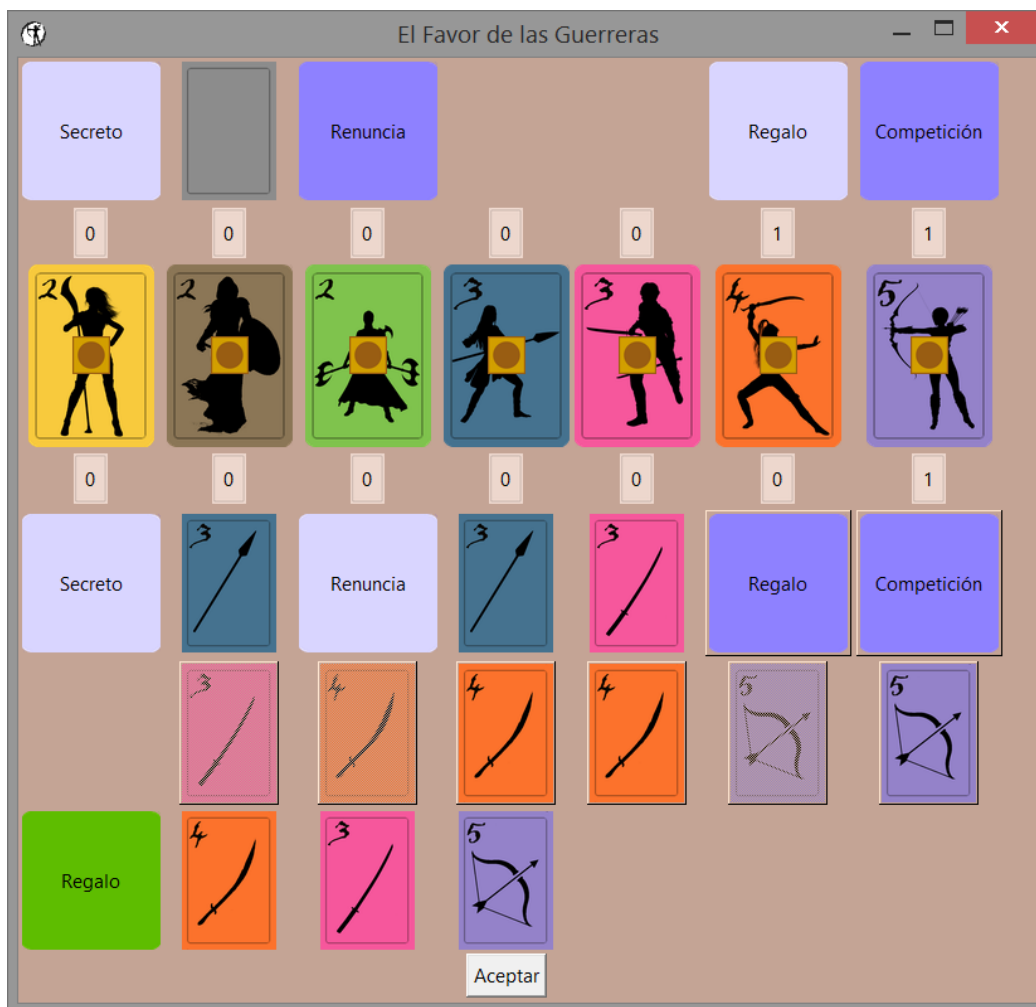 El Favor de las Guerreras
Secreto
Renuncia
Regalo
Competición
0 0 0 0 0 1 1
2 2 2 3 3 4 5
0 0 0 0 0 0 1
Secreto 3 Renuncia 3 3 Regalo Competición
3 4 4 4 5 5
Regalo 4 3 5
Aceptar